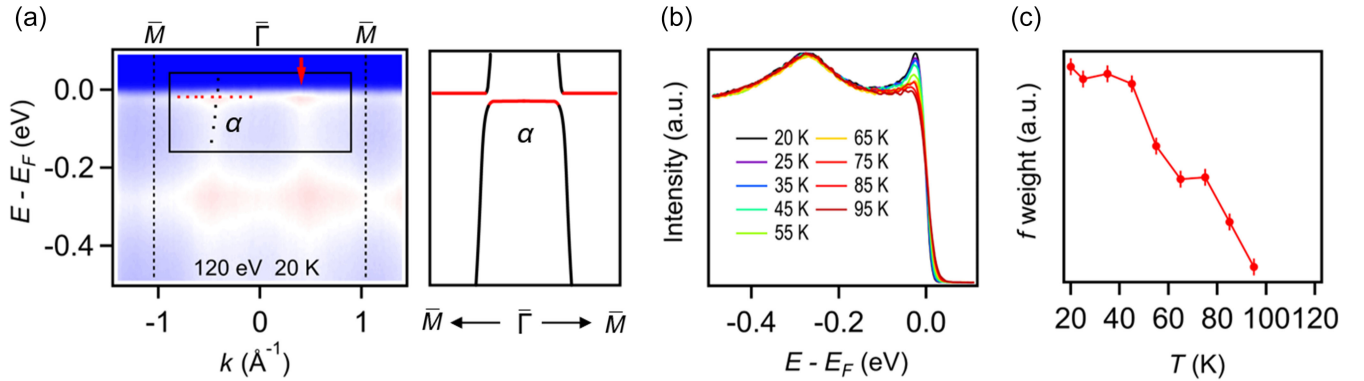 (a)
M̄ Γ̄ M̄
0.0
-0.2
-0.4
E - E_F (eV)
α
120 eV 20 K
-1 0 1
k (Å⁻¹)
α
M̄ ← Γ̄ → M̄
(b)
Intensity (a.u.)
20 K 65 K
25 K 75 K
35 K 85 K
45 K 95 K
55 K
-0.4 -0.2 0.0
E - E_F (eV)
(c)
f weight (a.u.)
20 40 60 80 100 120
T (K)